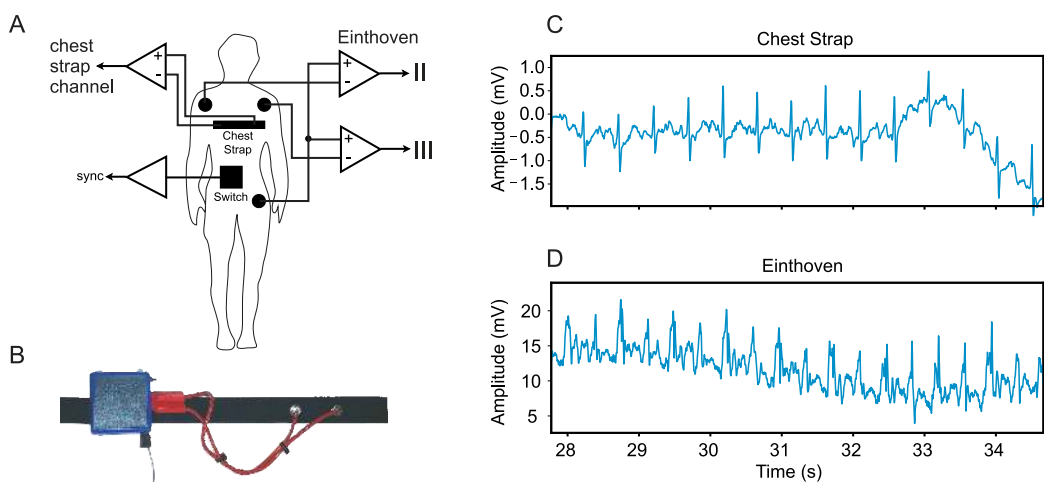 A
chest
strap
channel
+
-
Einthoven
+
-
II
+
-
III
Chest
Strap
sync
Switch
B
C
Chest Strap
Amplitude (mV)
1.0
0.5
0.0
−0.5
−1.0
−1.5
D
Einthoven
Amplitude (mV)
20
15
10
5
28 29 30 31 32 33 34
Time (s)